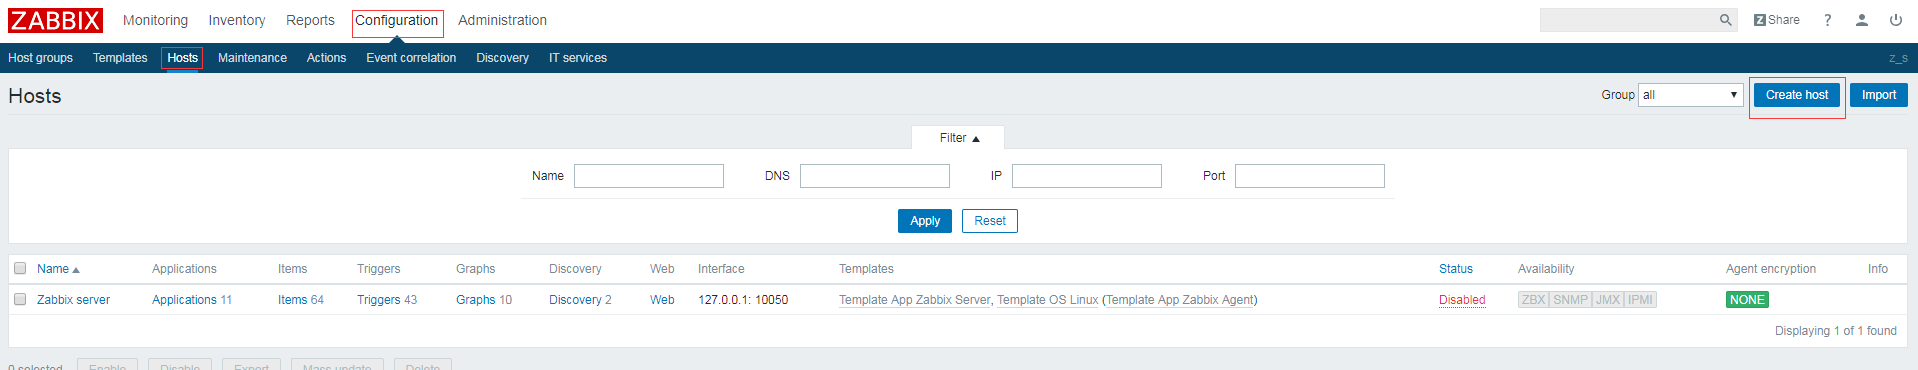 ZABBIX Monitoring Inventory Reports Configuration Administration Z Share ?
Host groups Templates Hosts Maintenance Actions Event correlation Discovery IT services z_s
Hosts Group all Create host Import
Filter
Name DNS IP Port
Apply Reset
Name Applications Items Triggers Graphs Discovery Web Interface Templates Status Availability Agent encryption Info
Zabbix server Applications 11 Items 64 Triggers 43 Graphs 10 Discovery 2 Web 127.0.0.1: 10050 Template App Zabbix Server, Template OS Linux (Template App Zabbix Agent) Disabled ZBX SNMP JMX IPMI NONE
Displaying 1 of 1 found
0 selected Enable Disable Export Mass update Delete